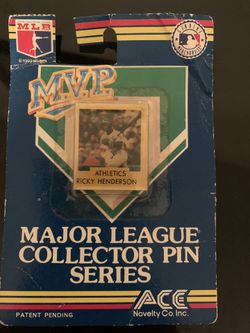 MLB
MVP
ATHLETICS
RICKY HENDERSON
MAJOR LEAGUE
COLLECTOR PIN
SERIES
PATENT PENDING
ACE
Novelty Co., Inc.